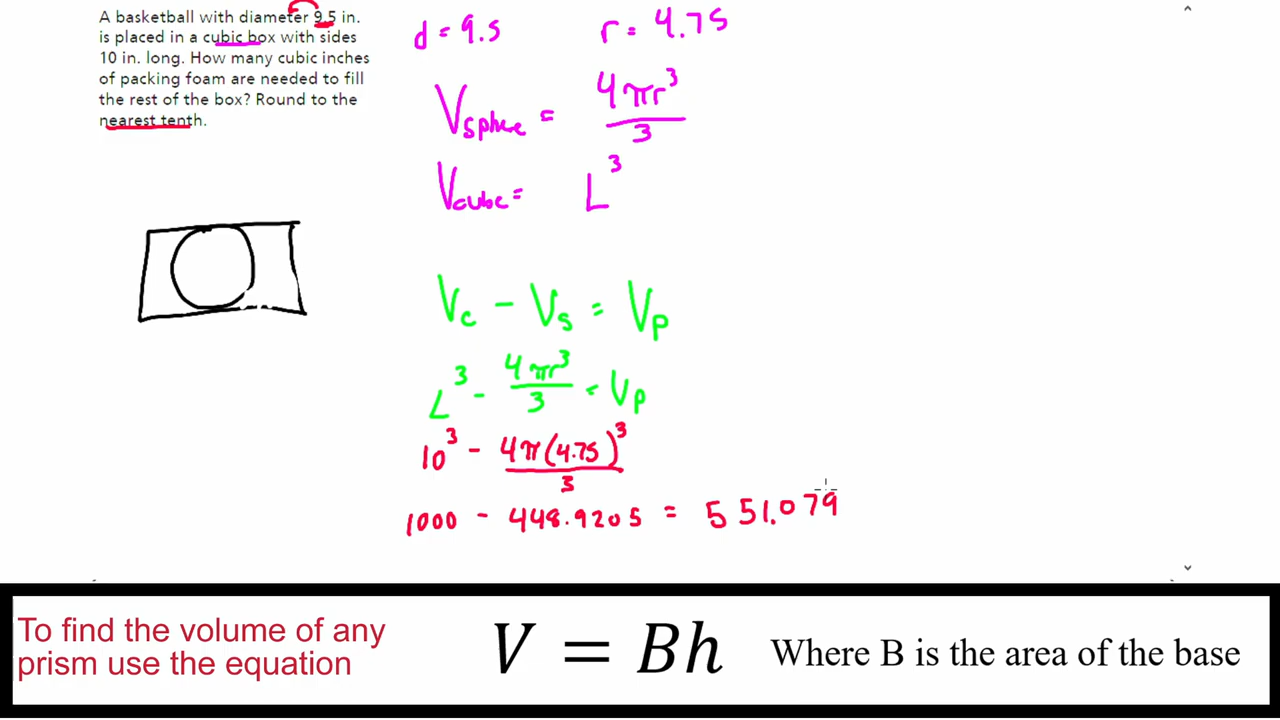 A basketball with diameter 9.5 in.
is placed in a cubic box with sides
10 in. long. How many cubic inches
of packing foam are needed to fill
the rest of the box? Round to the
nearest tenth.
d = 9.5 r = 4.75
Vsphere = 4πr³/3
Vcube = L³
Vc - Vs = Vp
L³ - 4πr³/3 = Vp
10³ - 4π(4.75)³/3
1000 - 448.9205 = 551.079
To find the volume of any
prism use the equation
V = Bh
Where B is the area of the base